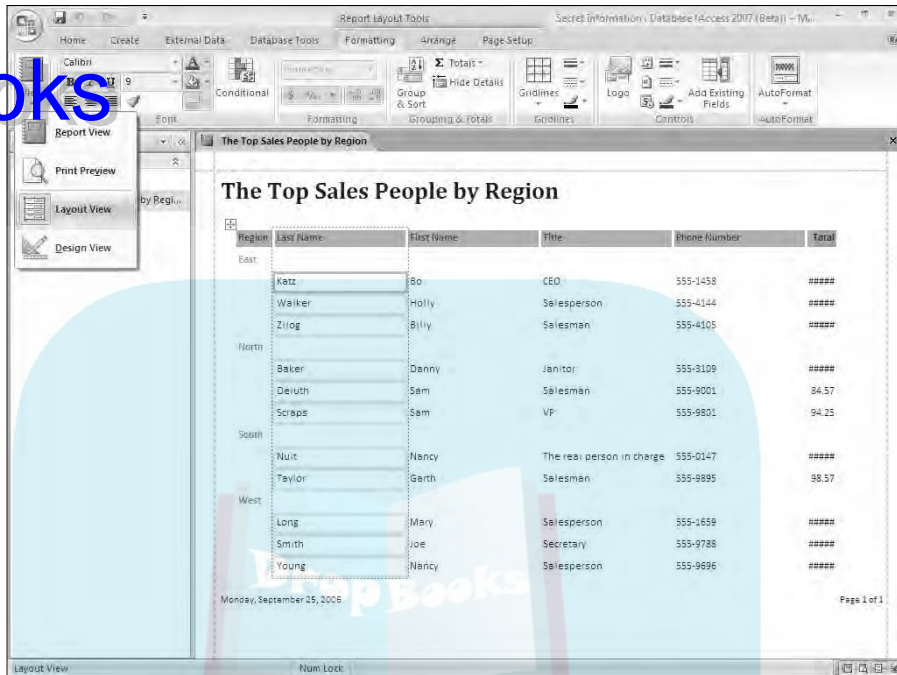 Report Layout Tools
Secret Information : Database (Access 2007 (Beta)) - M...
Home Create External Data Database Tools Formatting Arrange Page Setup
Calibri
B U 9
Conditional
Group & Sort
Σ Totals
Hide Details
Gridlines
Logo
Add Existing Fields
AutoFormat
Font
Formatting
Grouping & Totals
Gridlines
Controls
AutoFormat
oks
Report View
Print Preview
Layout View
Design View
by Regi...
The Top Sales People by Region
The Top Sales People by Region
Region Last Name First Name Title Phone Number Total
East
Katz Bo CEO 555-1458 #####
Walker Holly Salesperson 555-4144 #####
Zilog Billy Salesman 555-4105 #####
North
Baker Danny Janitor 555-3109 #####
Deluth Sam Salesman 555-9001 84.57
Scraps Sam VP 555-9801 94.25
South
Nuit Nancy The real person in charge 555-0147 #####
Taylor Garth Salesman 555-9895 98.57
West
Long Mary Salesperson 555-1659 #####
Smith Joe Secretary 555-9788 #####
Young Nancy Salesperson 555-9696 #####
Drop Books
Monday, September 25, 2006
Page 1 of 1
Layout View
Num Lock